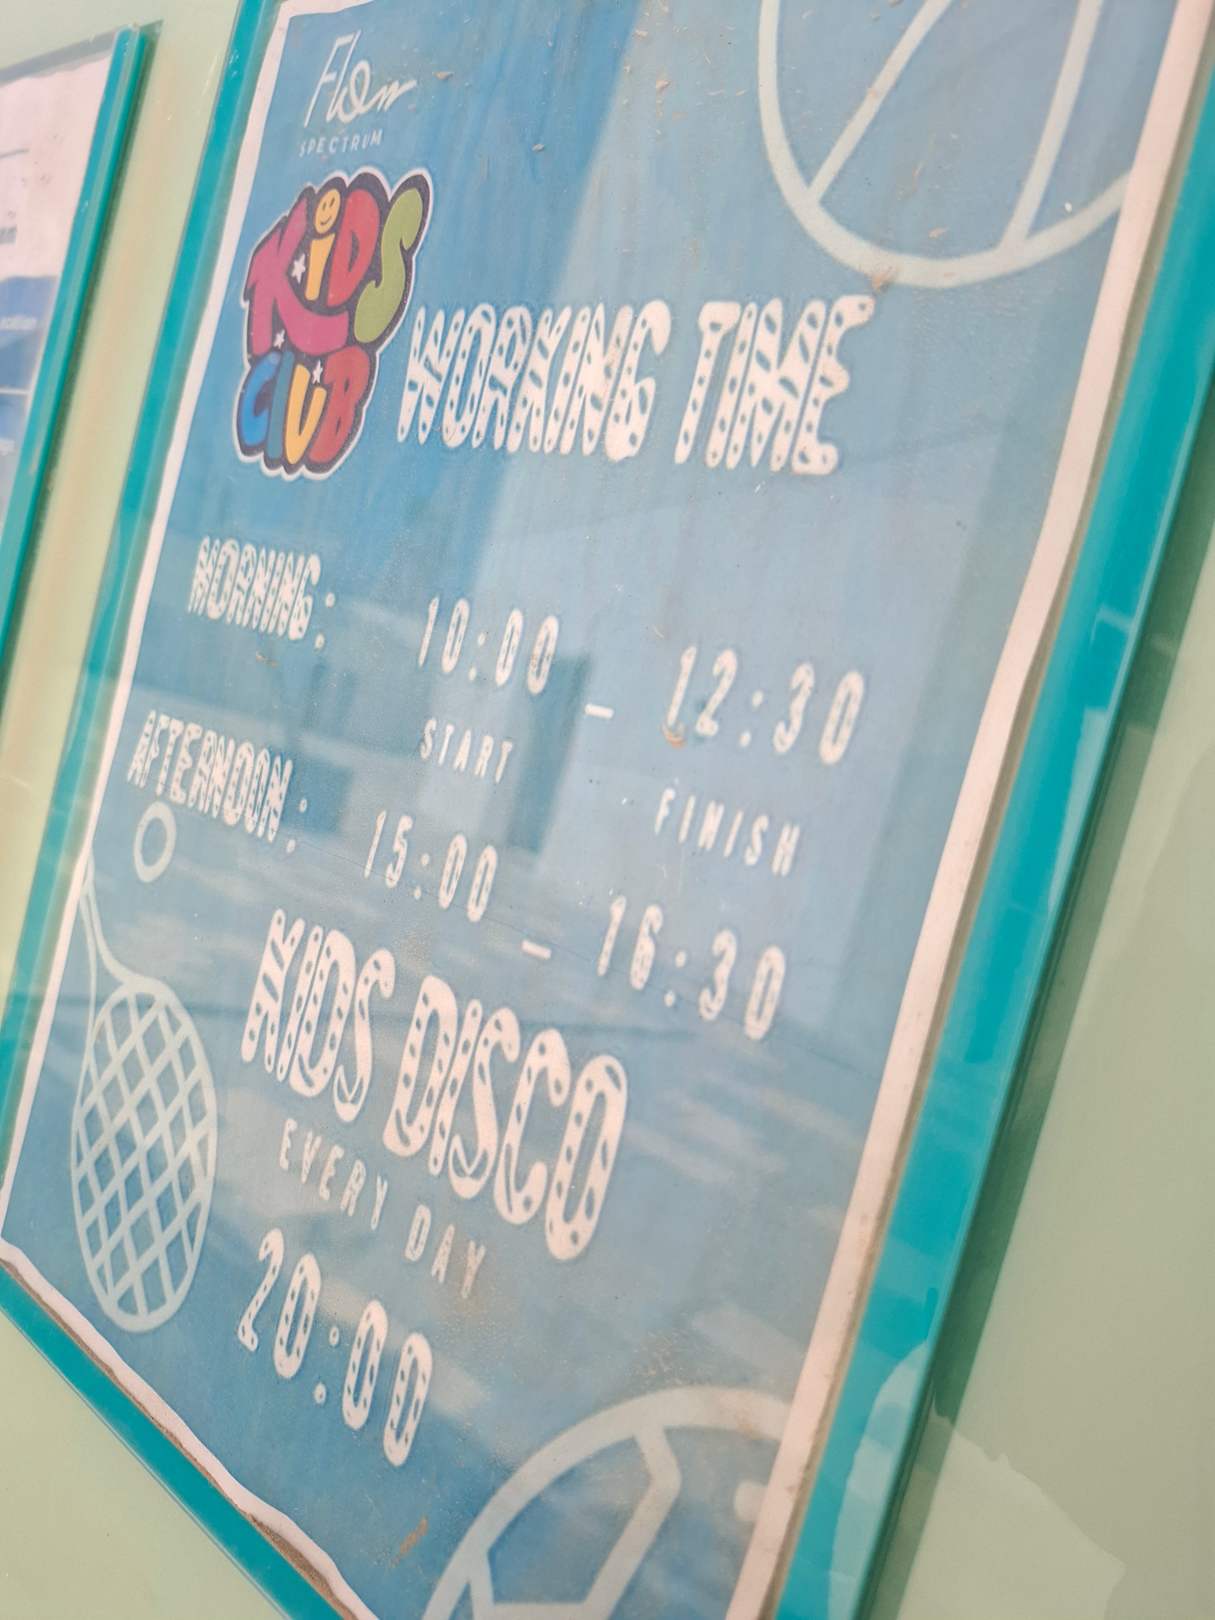 Flow
SPECTRUM
KiDS
CLUB
WORKING TIME
MORNING: 10:00 - 12:30
START FINISH
AFTERNOON: 15:00 - 16:30
KIDS DISCO
EVERY DAY
20:00